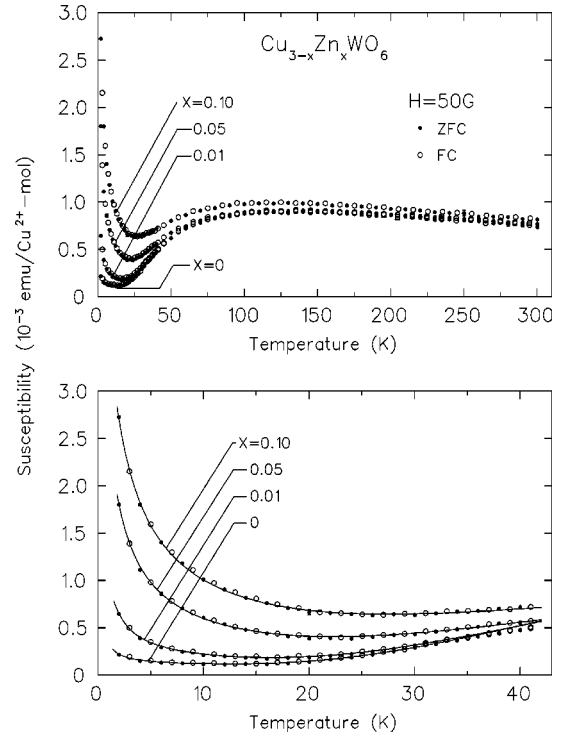 Cu3-xZnxWO6
H=50G
ZFC
FC
X=0.10
0.05
0.01
X=0
3.0
2.5
2.0
1.5
1.0
0.5
0
0 50 100 150 200 250 300
Temperature (K)
Susceptibility (10⁻³ emu/Cu²⁺-mol)
3.0
2.5
2.0
1.5
1.0
0.5
0.0
X=0.10
0.05
0.01
0
0 10 20 30 40
Temperature (K)